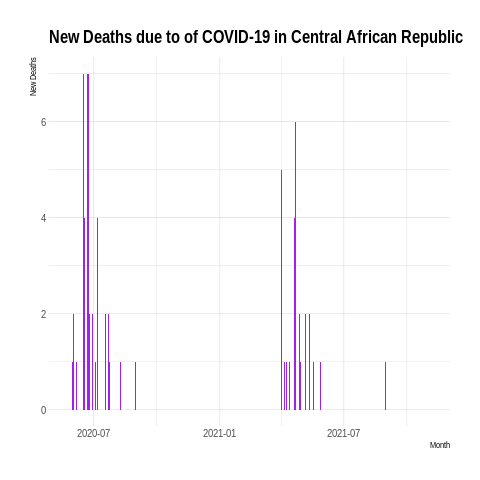 New Deaths due to of COVID-19 in Central African Republic
New Deaths
6
4
2
0
2020-07
2021-01
2021-07
Month